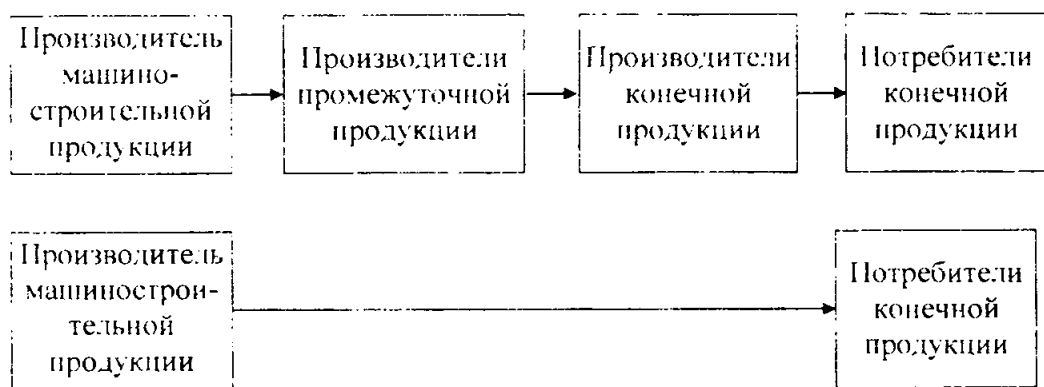 Производитель
машино-
строительной
продукции
Производители
промежуточной
продукции
Производители
конечной
продукции
Потребители
конечной
продукции
Производитель
машинострои-
тельной
продукции
Потребители
конечной
продукции